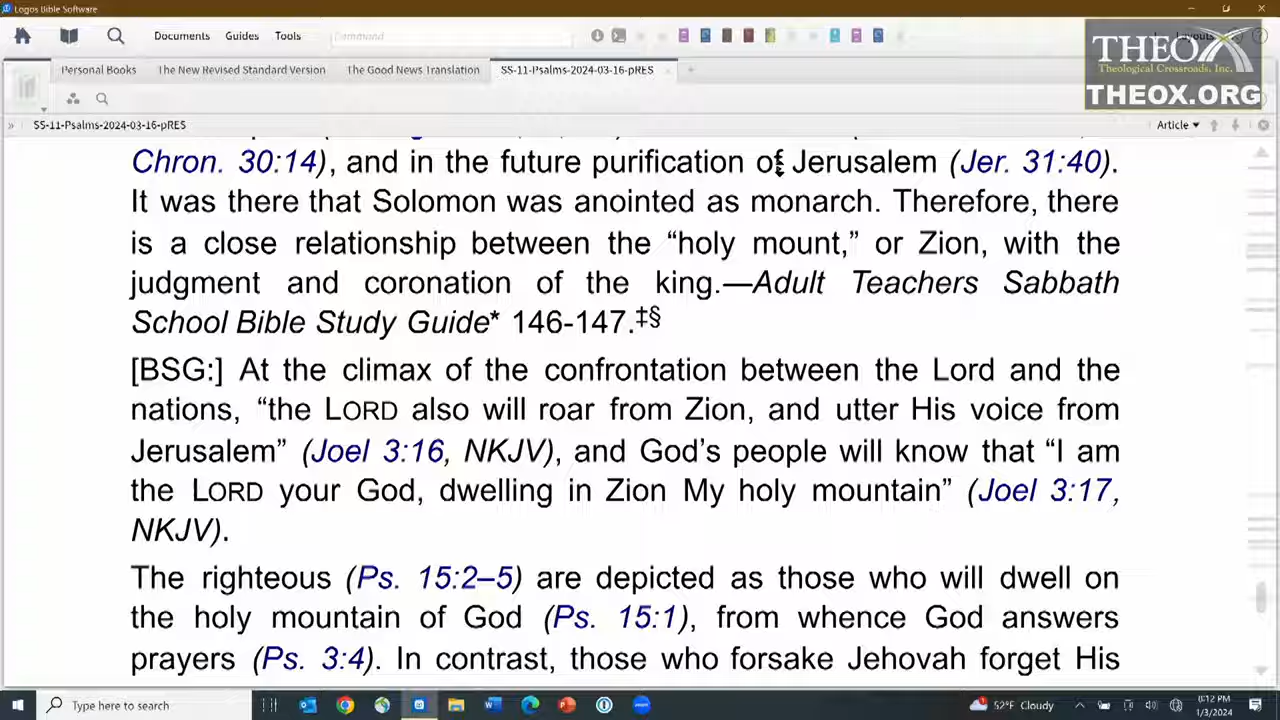 Logos Bible Software
Documents Guides Tools Command
THEOX
Theological Crossroads, Inc.
THEOX.ORG
Personal Books The New Revised Standard Version SS-11-Psalms-2024-03-16-pRES
SS-11-Psalms-2024-03-16-pRES Article
Chron. 30:14), and in the future purification of Jerusalem (Jer. 31:40).
It was there that Solomon was anointed as monarch. Therefore, there
is a close relationship between the “holy mount,” or Zion, with the
judgment and coronation of the king.—Adult Teachers Sabbath
School Bible Study Guide* 146-147.‡§
[BSG:] At the climax of the confrontation between the Lord and the
nations, “the LORD also will roar from Zion, and utter His voice from
Jerusalem” (Joel 3:16, NKJV), and God’s people will know that “I am
the LORD your God, dwelling in Zion My holy mountain” (Joel 3:17,
NKJV).
The righteous (Ps. 15:2–5) are depicted as those who will dwell on
the holy mountain of God (Ps. 15:1), from whence God answers
prayers (Ps. 3:4). In contrast, those who forsake Jehovah forget His
Type here to search 52°F Cloudy
1/3/2024